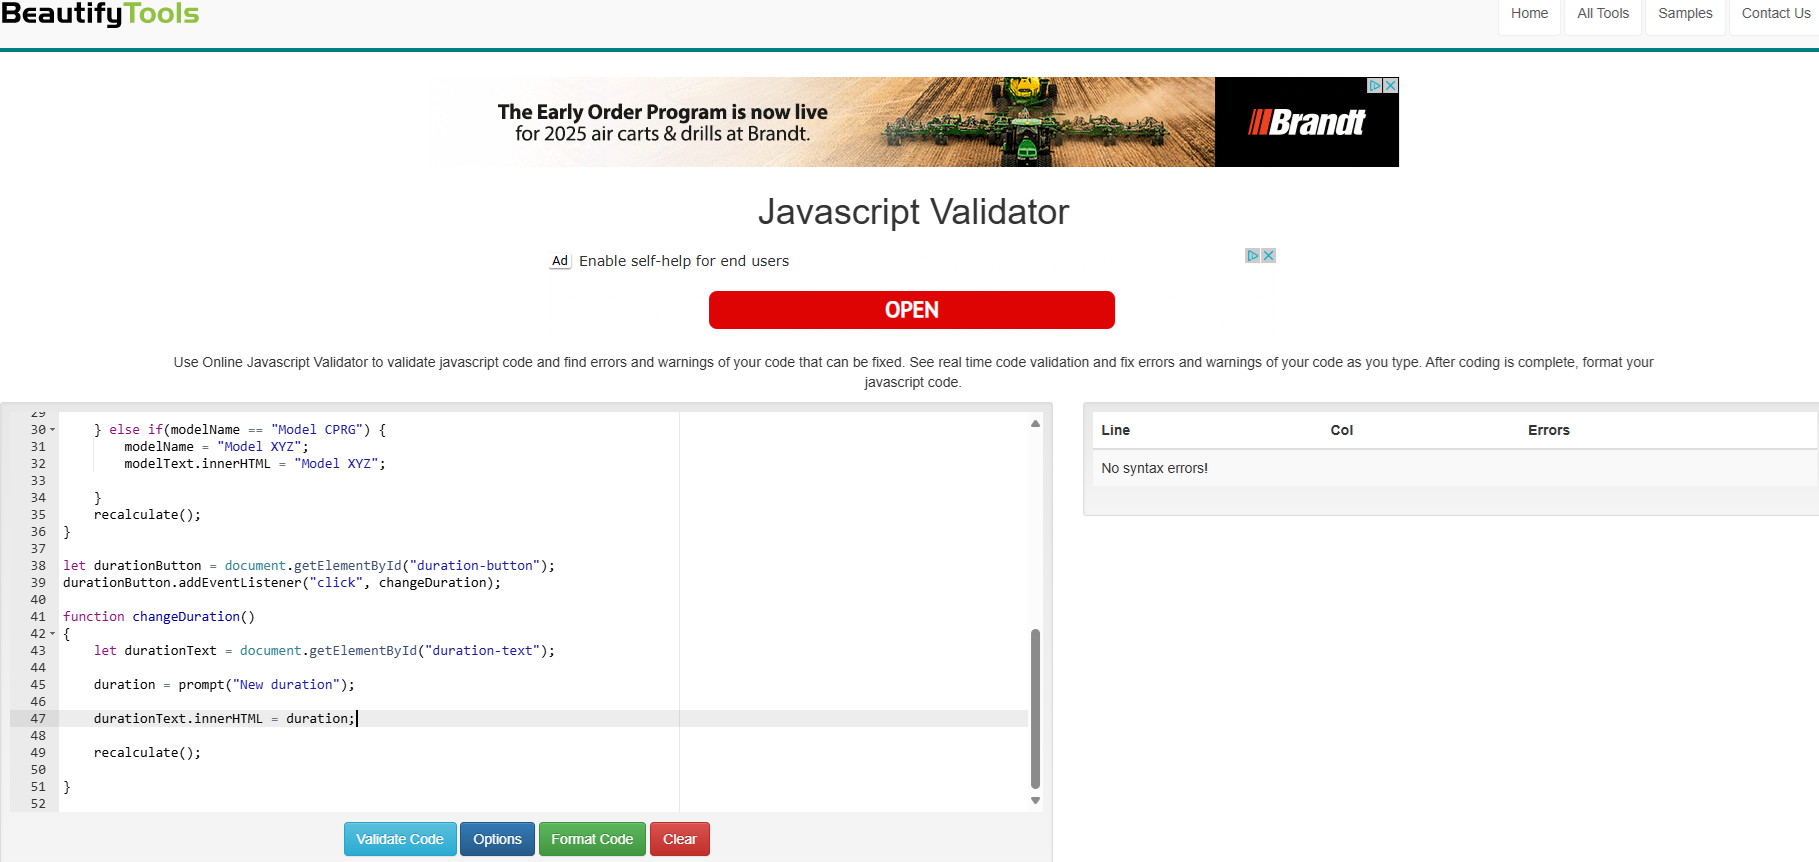 BeautifyTools
Home All Tools Samples Contact Us
The Early Order Program is now live
for 2025 air carts & drills at Brandt.
Brandt
Javascript Validator
Ad Enable self-help for end users
OPEN
Use Online Javascript Validator to validate javascript code and find errors and warnings of your code that can be fixed. See real time code validation and fix errors and warnings of your code as you type. After coding is complete, format your
javascript code.
29
30     } else if(modelName == "Model CPRG") {
31         modelName = "Model XYZ";
32         modelText.innerHTML = "Model XYZ";
33
34     }
35     recalculate();
36 }
37
38 let durationButton = document.getElementById("duration-button");
39 durationButton.addEventListener("click", changeDuration);
40
41 function changeDuration()
42 {
43     let durationText = document.getElementById("duration-text");
44
45     duration = prompt("New duration");
46
47     durationText.innerHTML = duration;
48
49     recalculate();
50
51 }
52
Validate Code Options Format Code Clear
Line Col Errors
No syntax errors!